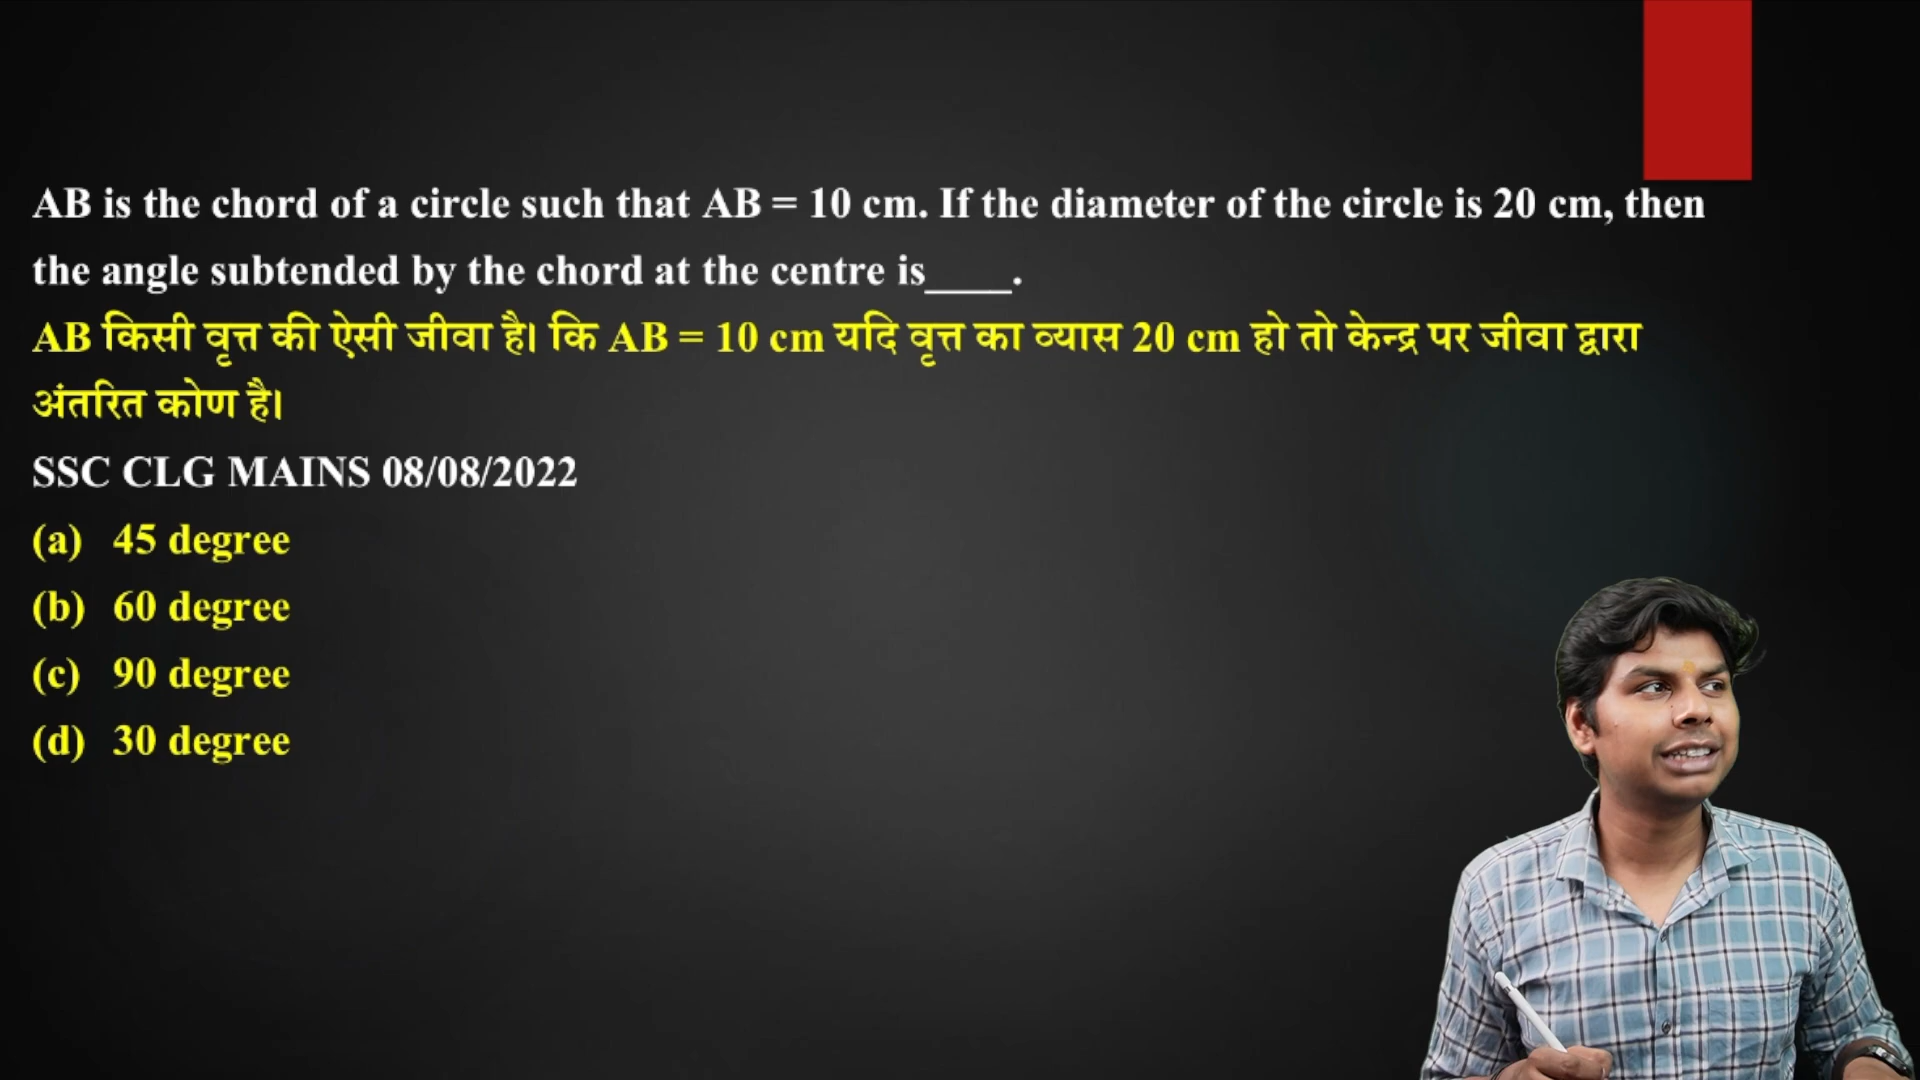 AB is the chord of a circle such that AB = 10 cm. If the diameter of the circle is 20 cm, then
the angle subtended by the chord at the centre is____.
AB किसी वृत्त की ऐसी जीवा है। कि AB = 10 cm यदि वृत्त का व्यास 20 cm हो तो केन्द्र पर जीवा द्वारा
अंतरित कोण है।
SSC CLG MAINS 08/08/2022
(a) 45 degree
(b) 60 degree
(c) 90 degree
(d) 30 degree